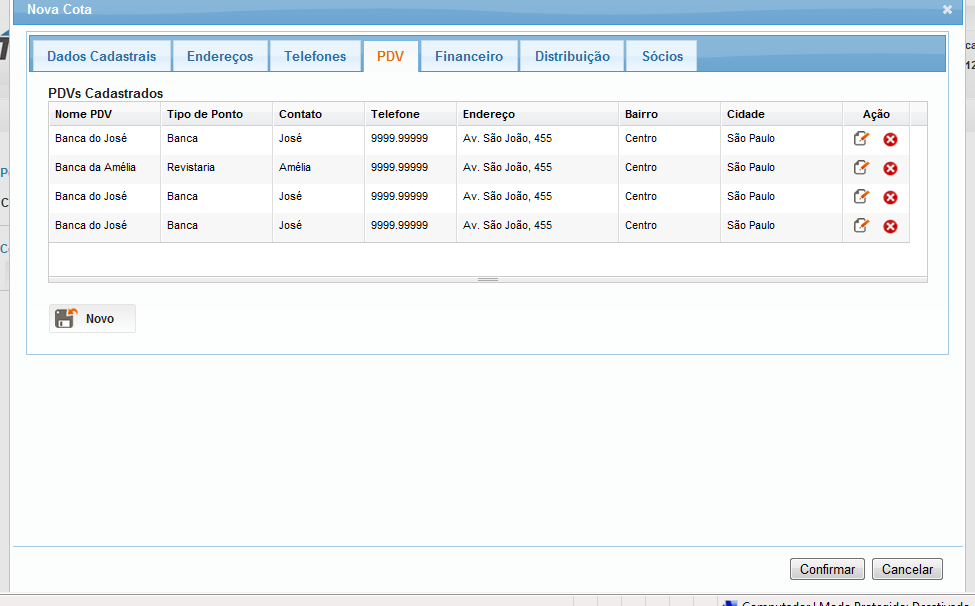 Nova Cota
Dados Cadastrais Endereços Telefones PDV Financeiro Distribuição Sócios
PDVs Cadastrados
Nome PDV Tipo de Ponto Contato Telefone Endereço Bairro Cidade Ação
Banca do José Banca José 9999.99999 Av. São João, 455 Centro São Paulo
Banca da Amélia Revistaria Amélia 9999.99999 Av. São João, 455 Centro São Paulo
Banca do José Banca José 9999.99999 Av. São João, 455 Centro São Paulo
Banca do José Banca José 9999.99999 Av. São João, 455 Centro São Paulo
Novo
Confirmar Cancelar
Computador | Modo Protegido: Desativado